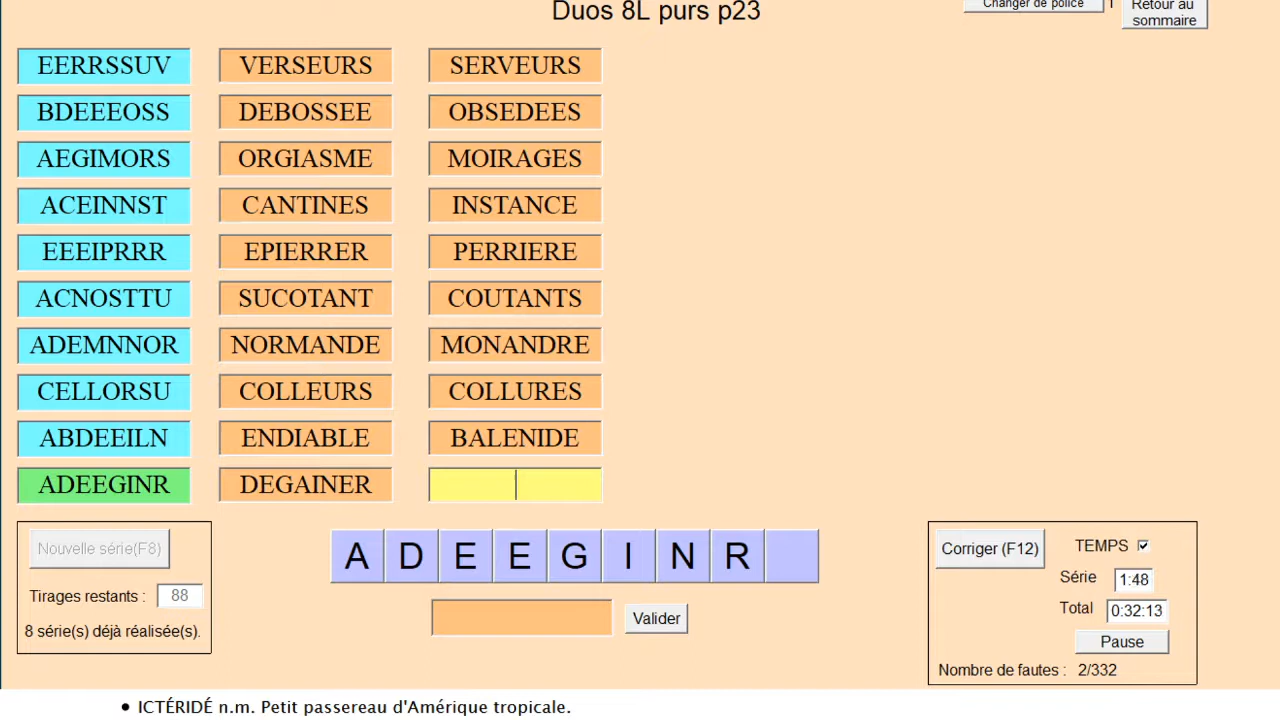 Duos 8L purs p23
Changer de police 1 Retour au
sommaire
EERRSSUV VERSEURS SERVEURS
BDEEEOSS DEBOSSEE OBSEDEES
AEGIMORS ORGIASME MOIRAGES
ACEINNST CANTINES INSTANCE
EEEIPRRR EPIERRER PERRIERE
ACNOSTTU SUCOTANT COUTANTS
ADEMNNOR NORMANDE MONANDRE
CELLORSU COLLEURS COLLURES
ABDEEILN ENDIABLE BALENIDE
ADEEGINR DEGAINER
Nouvelle série(F8)
Tirages restants : 88
8 série(s) déjà réalisée(s).
A D E E G I N R
Valider
Corriger (F12) TEMPS
Série 1:48
Total 0:32:13
Pause
Nombre de fautes : 2/332
• ICTÉRIDÉ n.m. Petit passereau d'Amérique tropicale.